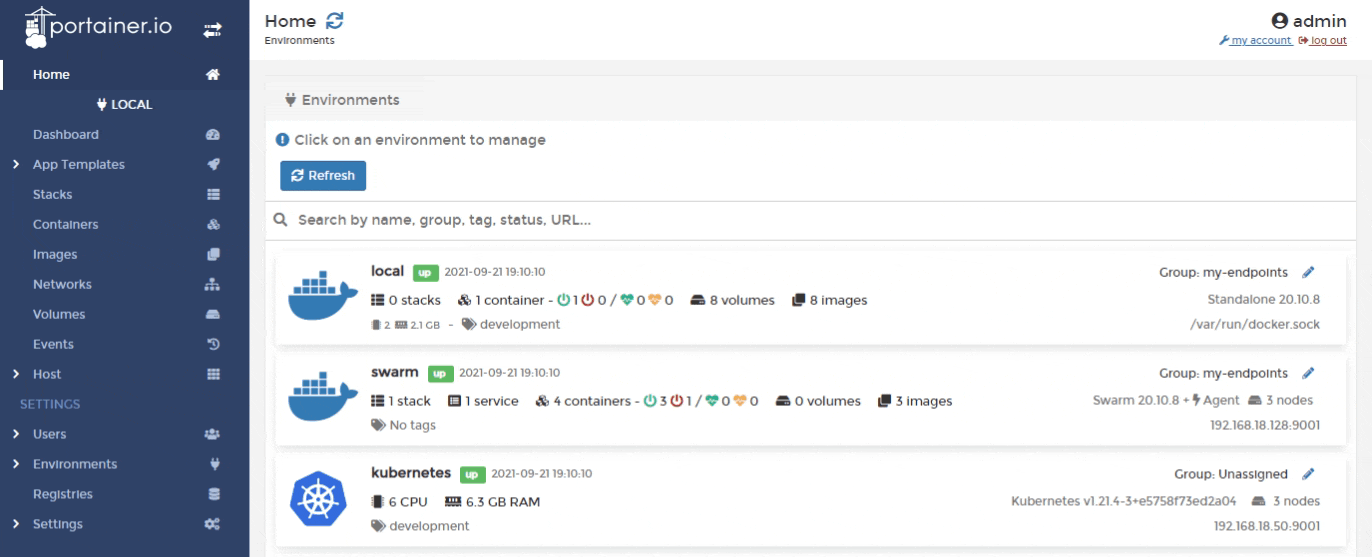 portainer.io
Home
LOCAL
Dashboard
App Templates
Stacks
Containers
Images
Networks
Volumes
Events
Host
SETTINGS
Users
Environments
Registries
Settings
Home
Environments
admin
my account log out
Environments
Click on an environment to manage
Refresh
Search by name, group, tag, status, URL...
local up 2021-09-21 19:10:10 Group: my-endpoints
0 stacks 1 container - 1 0 / 0 0 8 volumes 8 images Standalone 20.10.8
2 2.1 GB - development /var/run/docker.sock
swarm up 2021-09-21 19:10:10 Group: my-endpoints
1 stack 1 service 4 containers - 3 1 / 0 0 0 volumes 3 images Swarm 20.10.8 + Agent 3 nodes
No tags 192.168.18.128:9001
kubernetes up 2021-09-21 19:10:10 Group: Unassigned
6 CPU 6.3 GB RAM Kubernetes v1.21.4-3+e5758f73ed2a04 3 nodes
development 192.168.18.50:9001